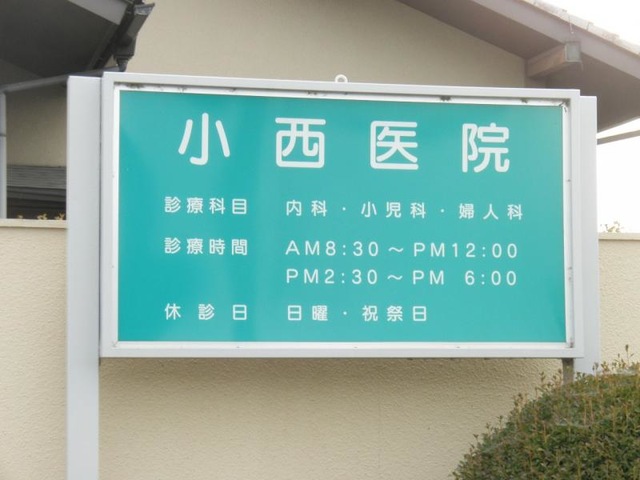 小西医院
診療科目 内科・小児科・婦人科
診療時間 AM8:30～PM12:00
PM2:30～PM 6:00
休診日 日曜・祝祭日